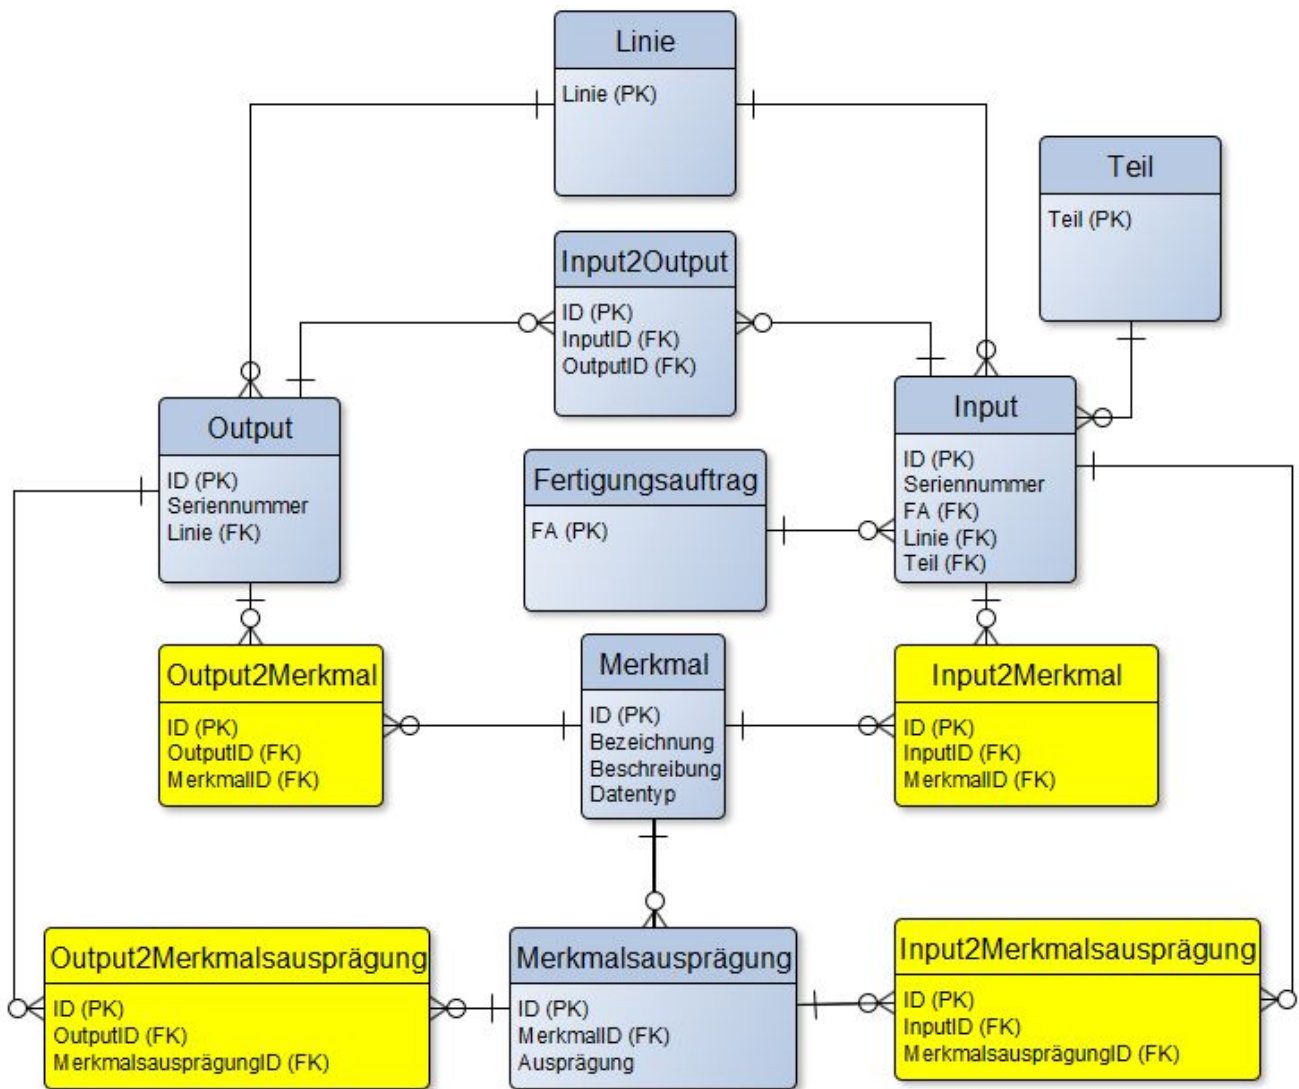 Linie
Linie (PK)
Teil
Teil (PK)
Input2Output
ID (PK)
InputID (FK)
OutputID (FK)
Output
ID (PK)
Seriennummer
Linie (FK)
Input
ID (PK)
Seriennummer
FA (FK)
Linie (FK)
Teil (FK)
Fertigungsauftrag
FA (PK)
Output2Merkmal
ID (PK)
OutputID (FK)
MerkmalID (FK)
Merkmal
ID (PK)
Bezeichnung
Beschreibung
Datentyp
Input2Merkmal
ID (PK)
InputID (FK)
MerkmalID (FK)
Output2Merkmalsausprägung
ID (PK)
OutputID (FK)
MerkmalsausprägungID (FK)
Merkmalsausprägung
ID (PK)
MerkmalID (FK)
Ausprägung
Input2Merkmalsausprägung
ID (PK)
InputID (FK)
MerkmalsausprägungID (FK)